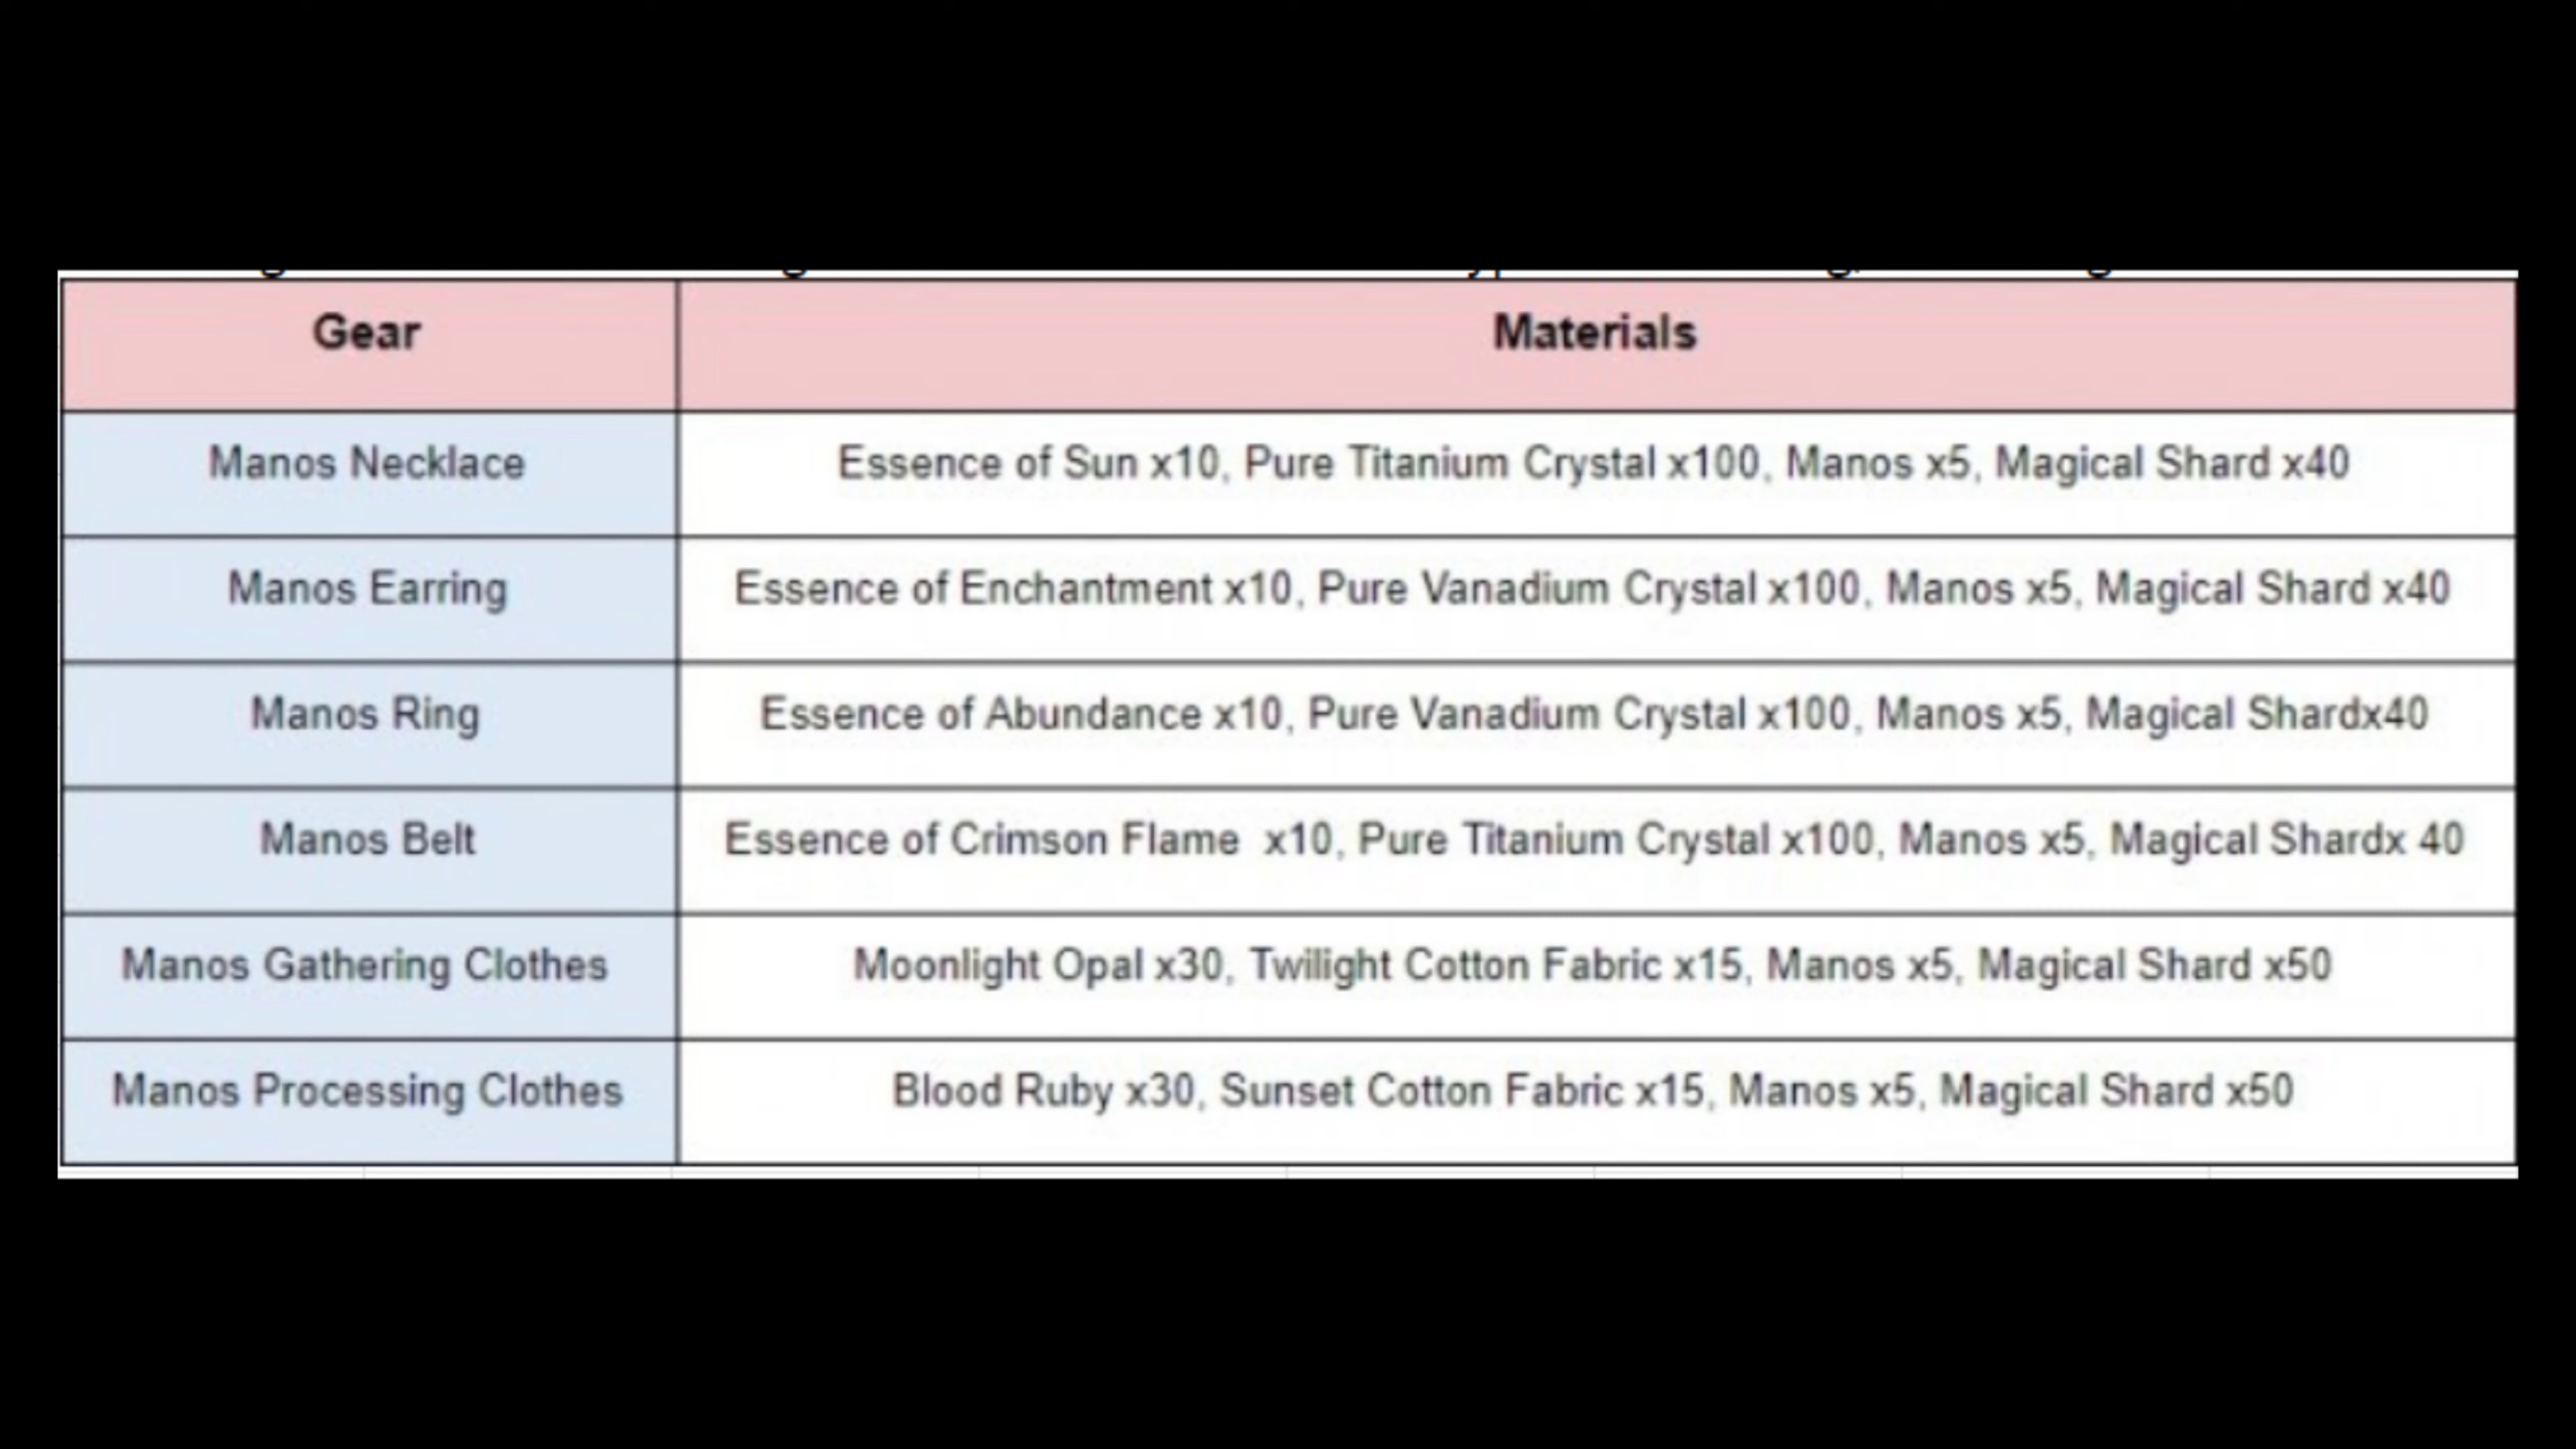 Gear Materials
Manos Necklace Essence of Sun x10, Pure Titanium Crystal x100, Manos x5, Magical Shard x40
Manos Earring Essence of Enchantment x10, Pure Vanadium Crystal x100, Manos x5, Magical Shard x40
Manos Ring Essence of Abundance x10, Pure Vanadium Crystal x100, Manos x5, Magical Shardx40
Manos Belt Essence of Crimson Flame  x10, Pure Titanium Crystal x100, Manos x5, Magical Shardx 40
Manos Gathering Clothes Moonlight Opal x30, Twilight Cotton Fabric x15, Manos x5, Magical Shard x50
Manos Processing Clothes Blood Ruby x30, Sunset Cotton Fabric x15, Manos x5, Magical Shard x50